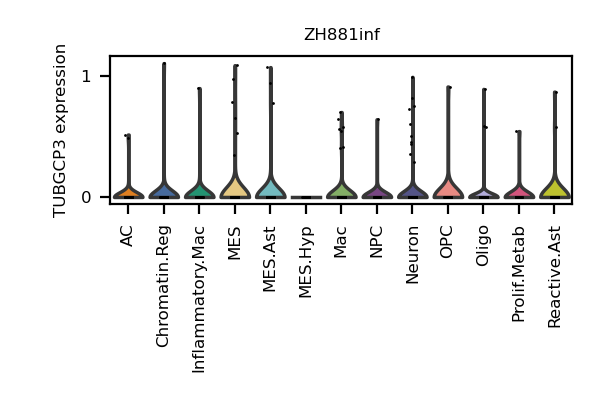 ZH881inf
TUBGCP3 expression
1
0
AC
Chromatin.Reg
Inflammatory.Mac
MES
MES.Ast
MES.Hyp
Mac
NPC
Neuron
OPC
Oligo
Prolif.Metab
Reactive.Ast